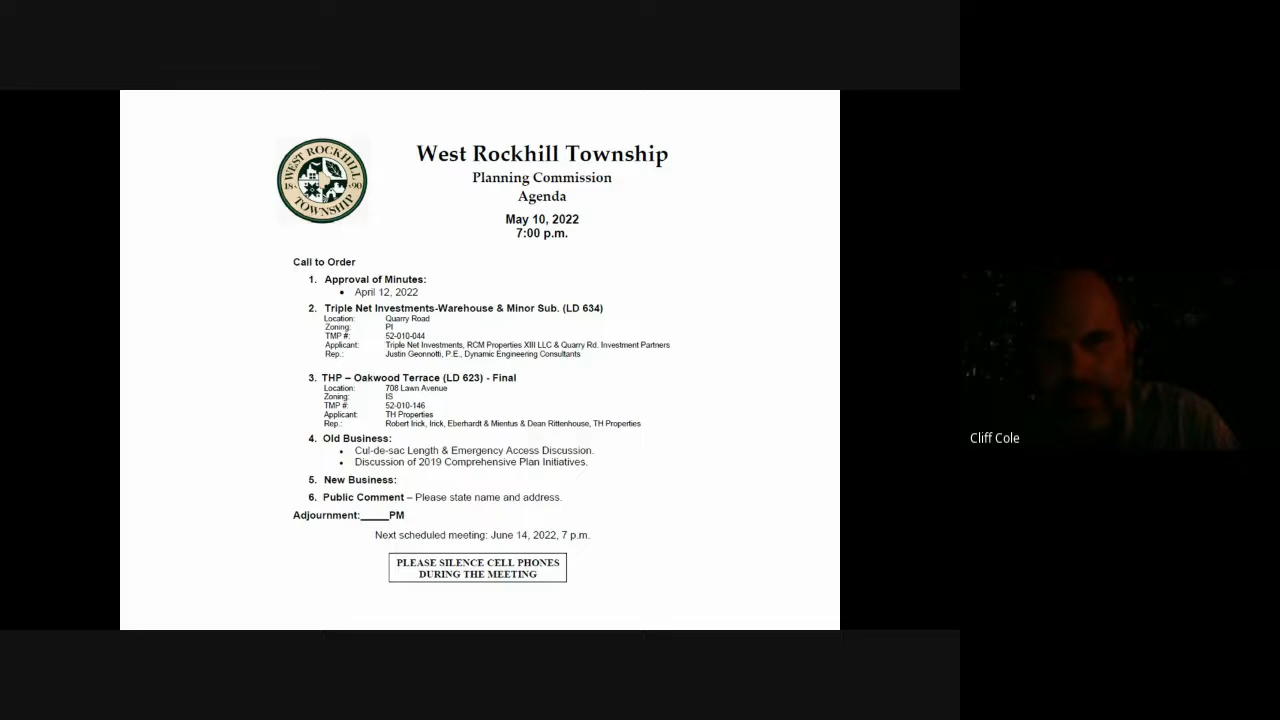 WEST ROCKHILL
18 90
TOWNSHIP
West Rockhill Township
Planning Commission
Agenda
May 10, 2022
7:00 p.m.
Call to Order
1. Approval of Minutes:
• April 12, 2022
2. Triple Net Investments-Warehouse & Minor Sub. (LD 634)
Location: Quarry Road
Zoning: PI
TMP #: 52-010-044
Applicant: Triple Net Investments, RCM Properties XIII LLC & Quarry Rd. Investment Partners
Rep.: Justin Geonnotti, P.E., Dynamic Engineering Consultants
3. THP – Oakwood Terrace (LD 623) - Final
Location: 708 Lawn Avenue
Zoning: IS
TMP #: 52-010-146
Applicant: TH Properties
Rep.: Robert Irick, Irick, Eberhardt & Mientus & Dean Rittenhouse, TH Properties
4. Old Business:
• Cul-de-sac Length & Emergency Access Discussion.
• Discussion of 2019 Comprehensive Plan Initiatives.
5. New Business:
6. Public Comment – Please state name and address.
Adjournment:_____PM
Next scheduled meeting: June 14, 2022, 7 p.m.
PLEASE SILENCE CELL PHONES
DURING THE MEETING
Cliff Cole